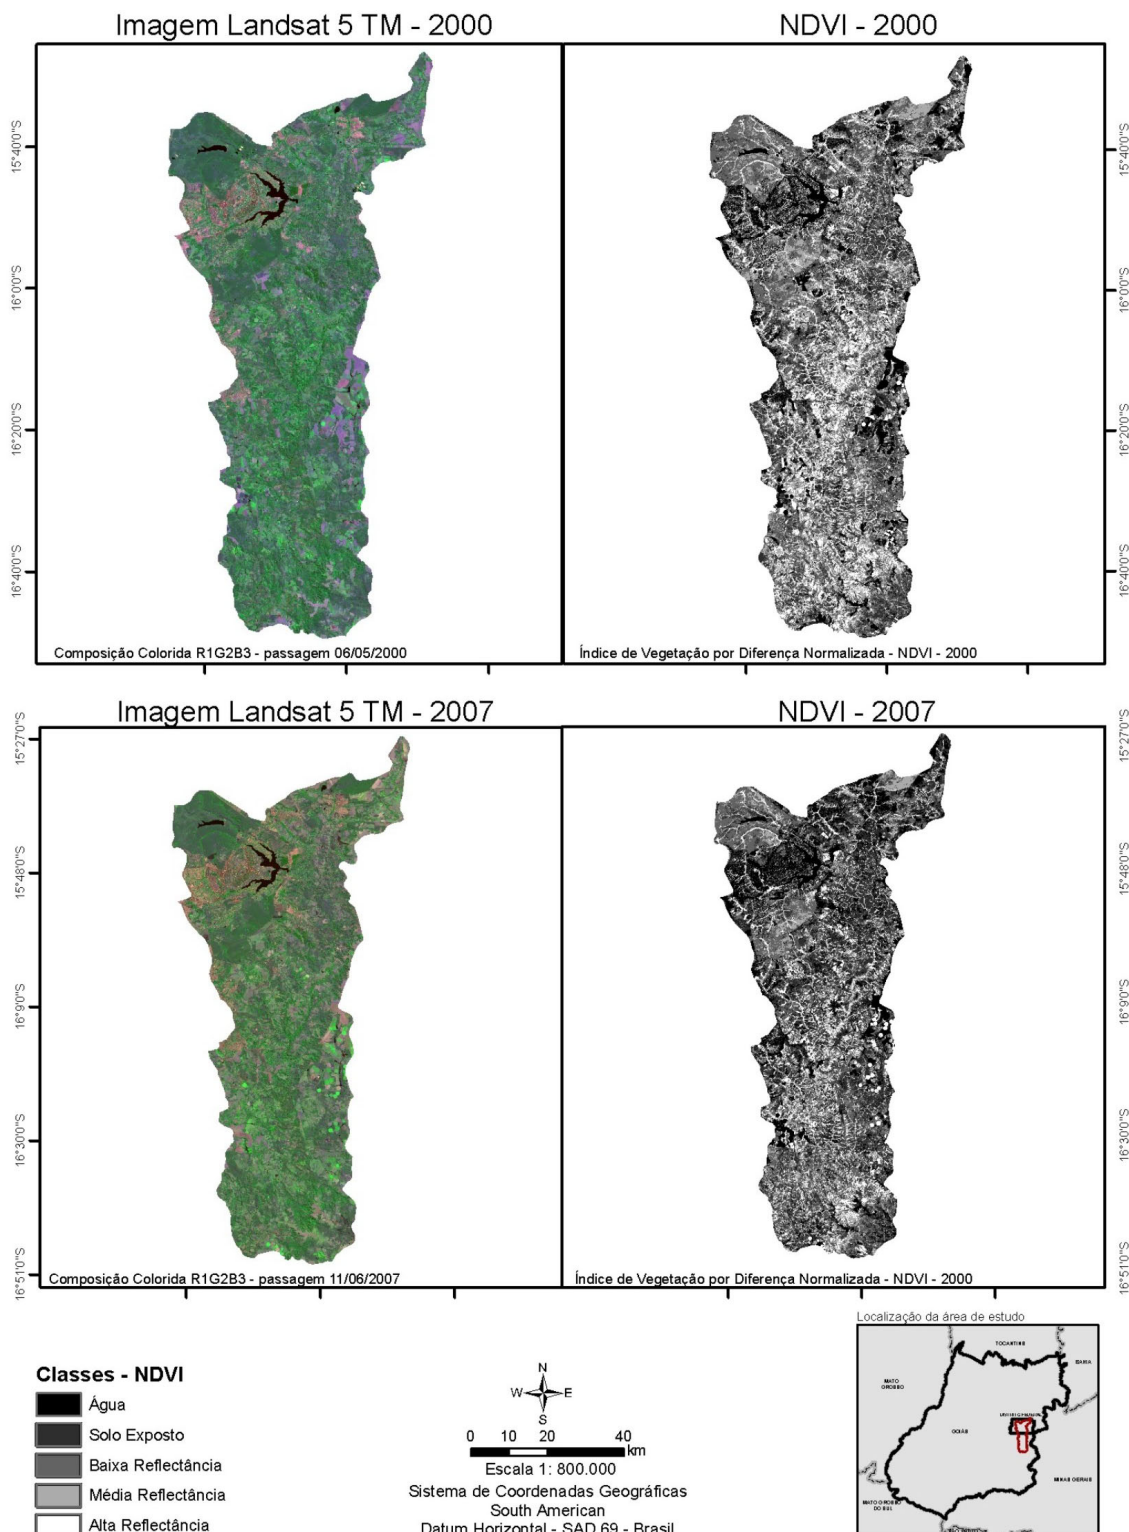 Imagem Landsat 5 TM - 2000
NDVI - 2000
15°40'0"S
16°0'0"S
16°20'0"S
16°40'0"S
15°40'0"S
16°0'0"S
16°20'0"S
16°40'0"S
Composição Colorida R1G2B3 - passagem 06/05/2000
Índice de Vegetação por Diferença Normalizada - NDVI - 2000
Imagem Landsat 5 TM - 2007
NDVI - 2007
15°27'0"S
15°48'0"S
16°9'0"S
16°30'0"S
16°51'0"S
15°27'0"S
15°48'0"S
16°9'0"S
16°30'0"S
16°51'0"S
Composição Colorida R1G2B3 - passagem 11/06/2007
Índice de Vegetação por Diferença Normalizada - NDVI - 2000
Localização da área de estudo
TOCANTINS
BAHIA
MATO
GROSSO
GOIÁS
MINAS GERAIS
MATO GROSSO
DO SUL
Classes - NDVI
Água
Solo Exposto
Baixa Reflectância
Média Reflectância
Alta Reflectância
N
W E
S
0 10 20 40
km
Escala 1: 800.000
Sistema de Coordenadas Geográficas
South American
Datum Horizontal - SAD 69 - Brasil